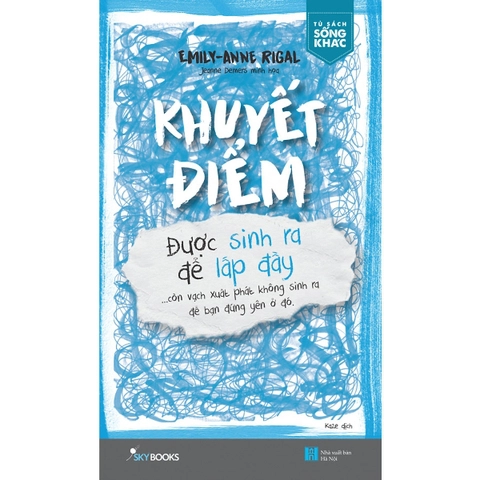 TỦ SÁCH
SỐNG
KHÁC
EMILY-ANNE RIGAL
Jeanne Demers minh họa
KHUYẾT
ĐIỂM
Được sinh ra
để lấp đầy
...còn vạch xuất phát không sinh ra
để bạn đứng yên ở đó.
Kaze dịch
SKYBOOKS
Nhà xuất bản
Hà Nội